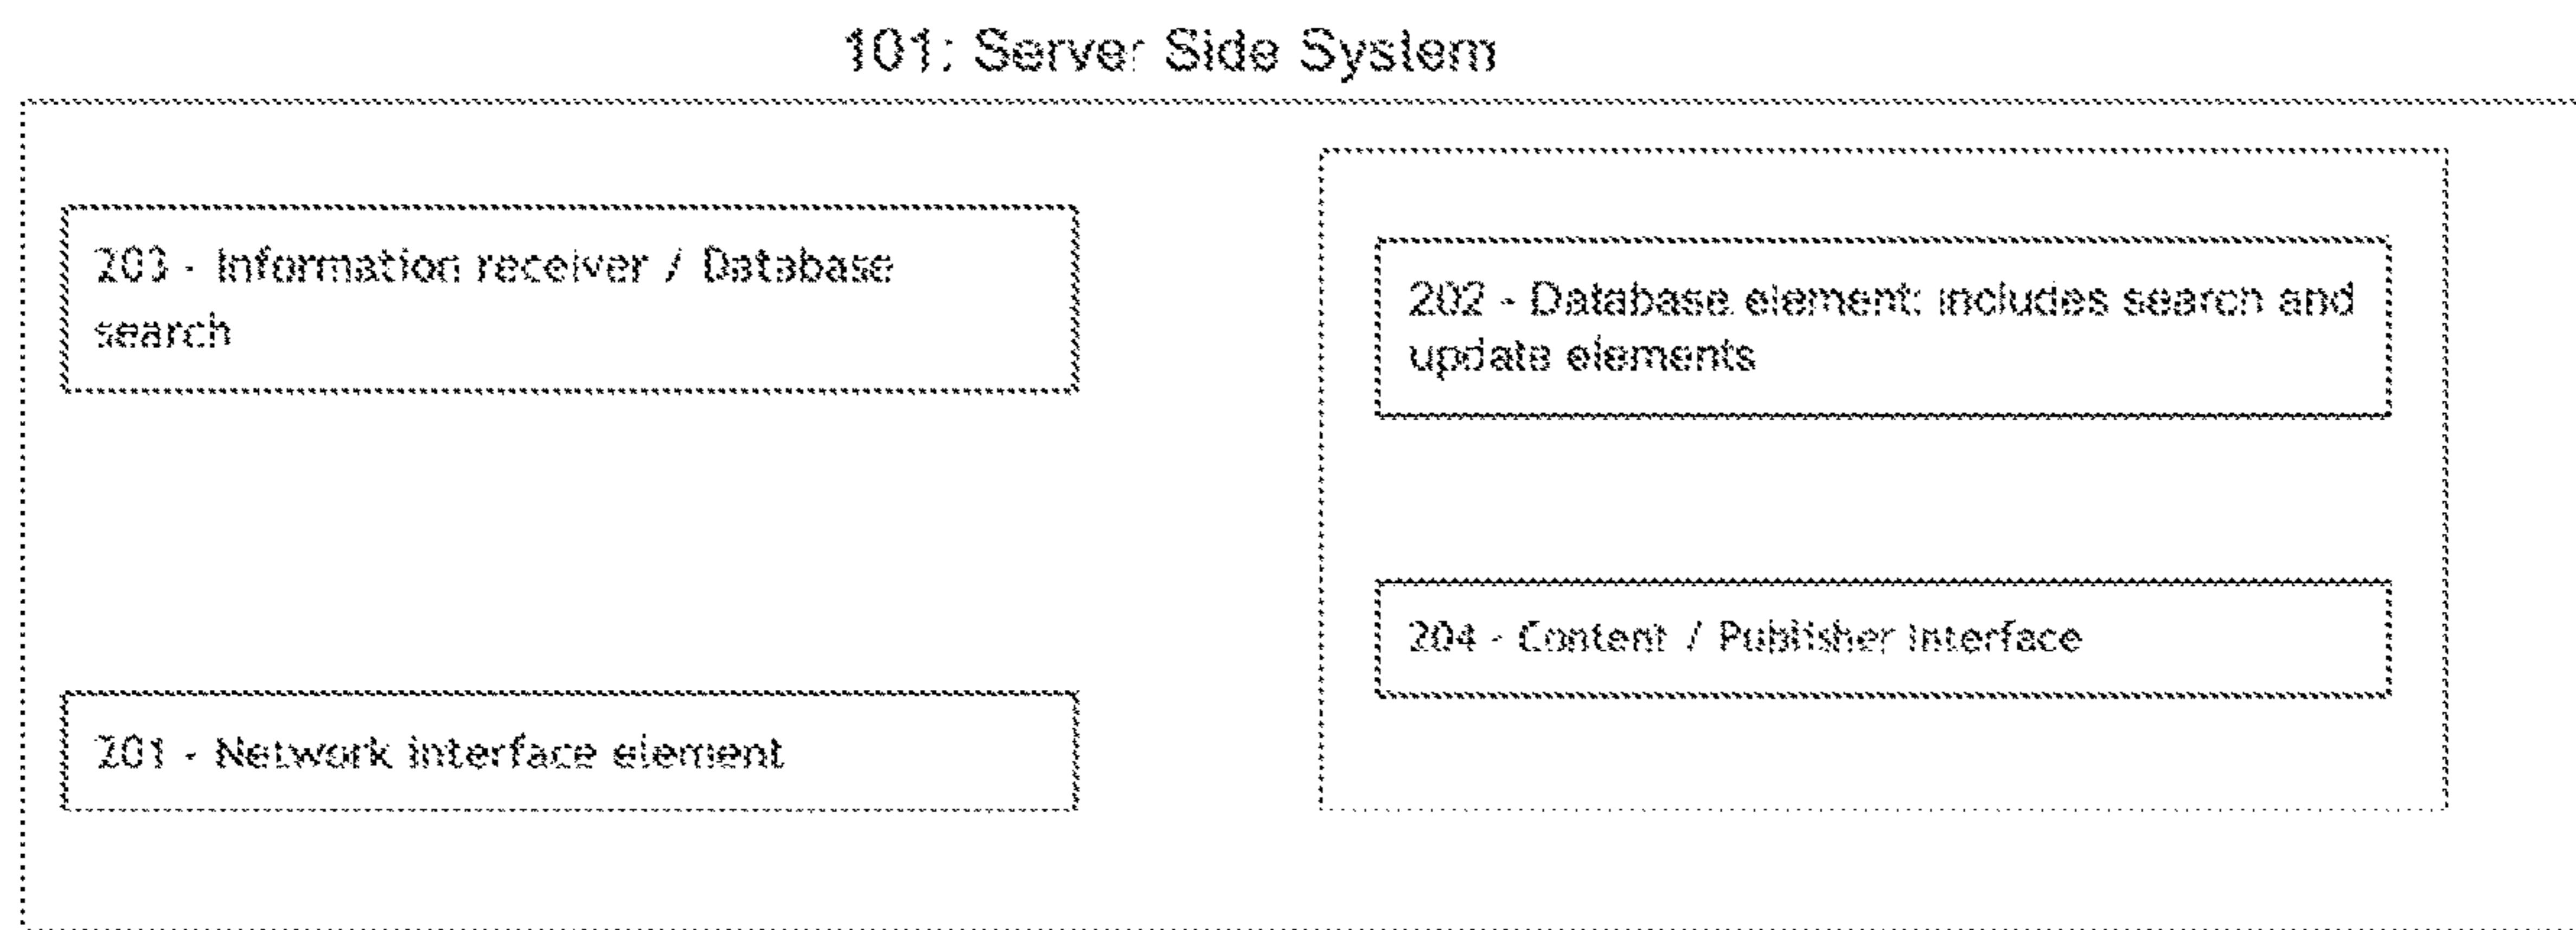 101: Server Side System
203 - Information receiver / Database
search
202 - Database element: includes search and
update elements
204 - Content / Publisher interface
201 - Network interface element